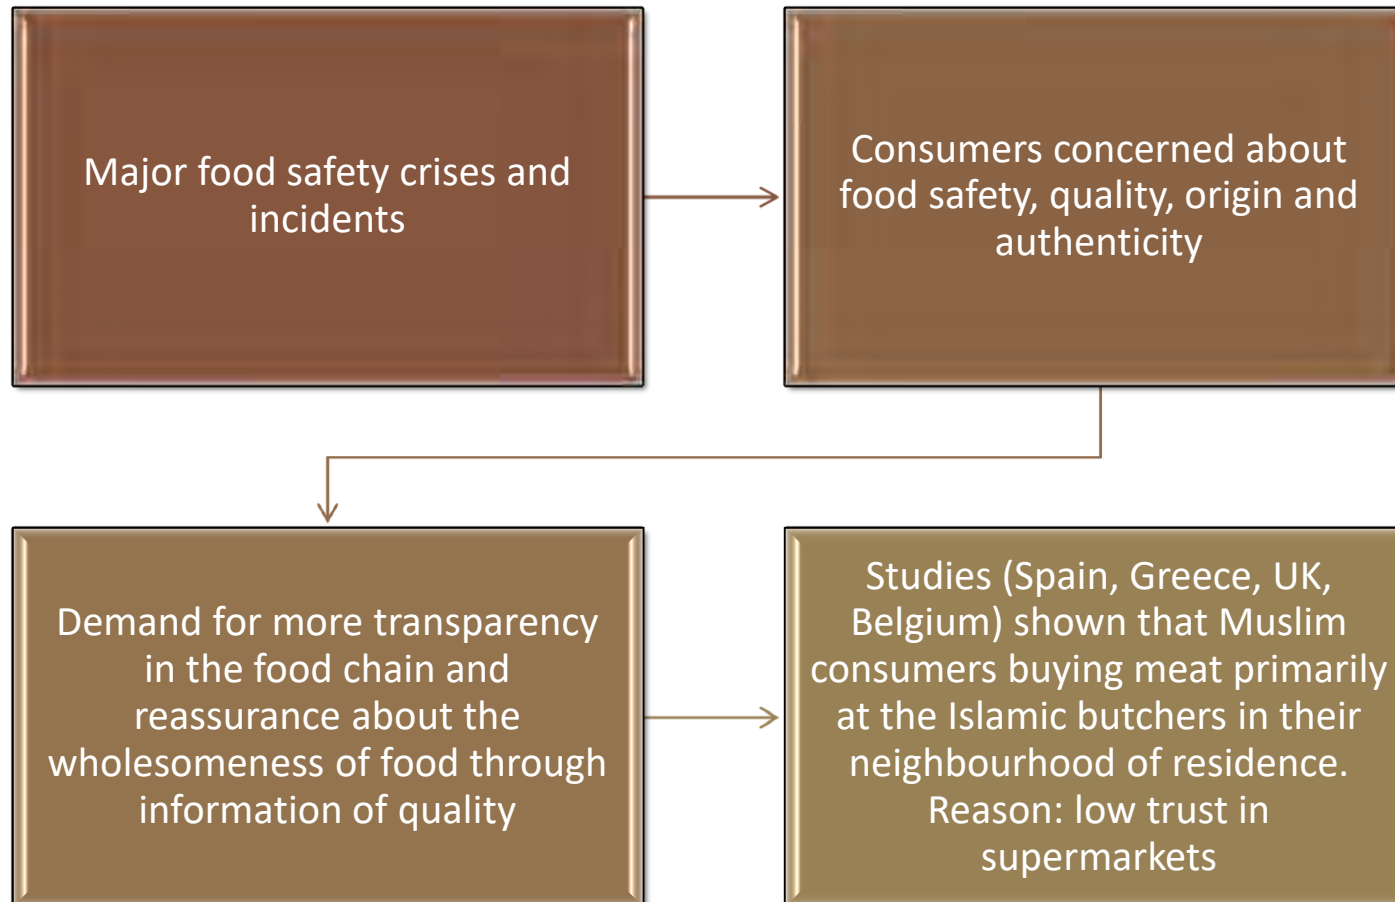 Major food safety crises and
incidents
Consumers concerned about
food safety, quality, origin and
authenticity
Demand for more transparency
in the food chain and
reassurance about the
wholesomeness of food through
information of quality
Studies (Spain, Greece, UK,
Belgium) shown that Muslim
consumers buying meat primarily
at the Islamic butchers in their
neighbourhood of residence.
Reason: low trust in
supermarkets